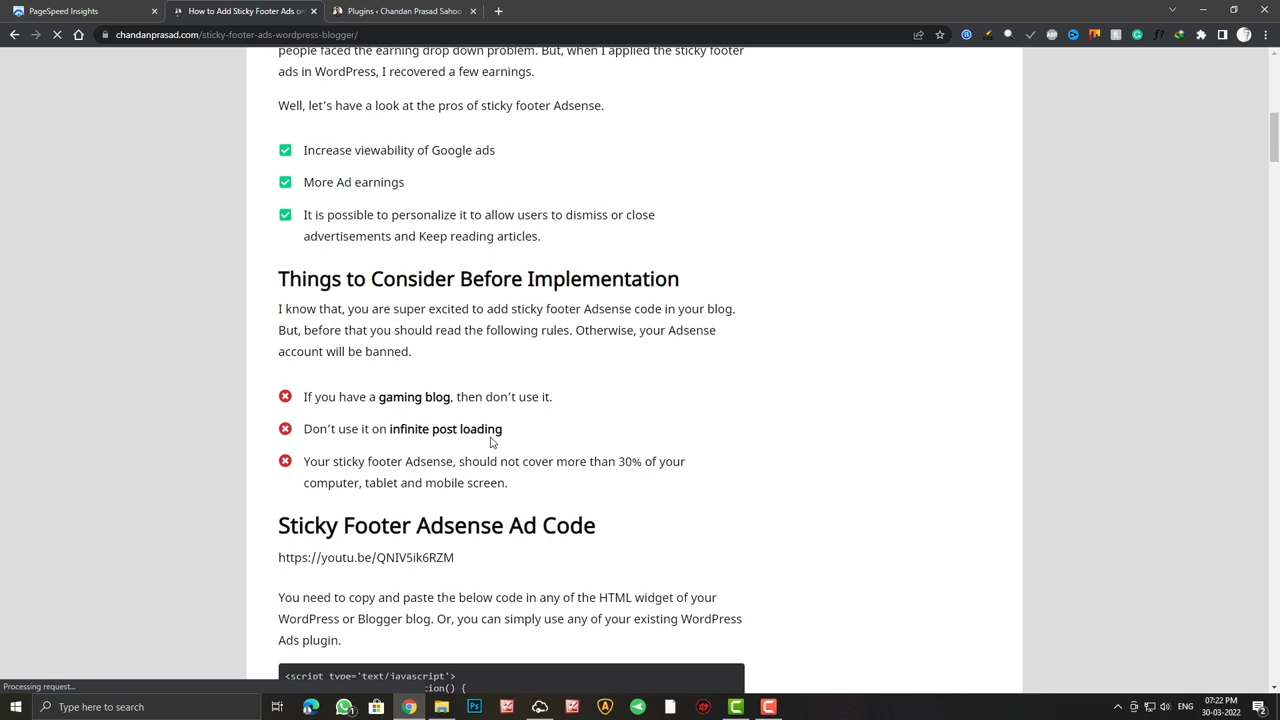 PageSpeed Insights
How to Add Sticky Footer Ads on
Plugins ‹ Chandan Prasad Sahoo
chandanprasad.com/sticky-footer-ads-wordpress-blogger/
people faced the earning drop down problem. But, when I applied the sticky footer
ads in WordPress, I recovered a few earnings.
Well, let’s have a look at the pros of sticky footer Adsense.
Increase viewability of Google ads
More Ad earnings
It is possible to personalize it to allow users to dismiss or close
advertisements and Keep reading articles.
Things to Consider Before Implementation
I know that, you are super excited to add sticky footer Adsense code in your blog.
But, before that you should read the following rules. Otherwise, your Adsense
account will be banned.
If you have a gaming blog, then don’t use it.
Don’t use it on infinite post loading
Your sticky footer Adsense, should not cover more than 30% of your
computer, tablet and mobile screen.
Sticky Footer Adsense Ad Code
https://youtu.be/QNIV5ik6RZM
You need to copy and paste the below code in any of the HTML widget of your
WordPress or Blogger blog. Or, you can simply use any of your existing WordPress
Ads plugin.
<script type='text/javascript'>
Processing request...
tion() {
Type here to search
ENG
07:22 PM
30-03-2022